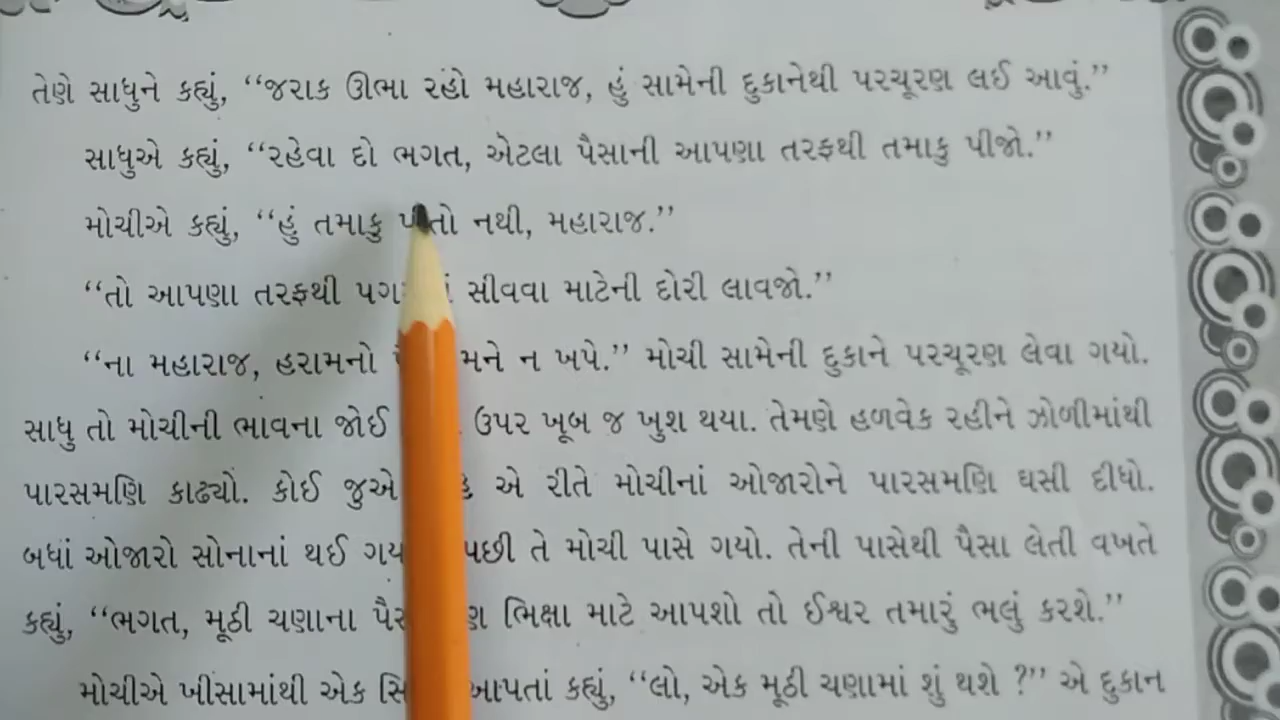 તેણે સાધુને કહ્યું, “જરાક ઊભા રહો મહારાજ, હું સામેની દુકાનેથી પરચૂરણ લઈ આવું.”
સાધુએ કહ્યું, “રહેવા દો ભગત, એટલા પૈસાની આપણા તરફથી તમાકુ પીજો.”
મોચીએ કહ્યું, “હું તમાકુ પીતો નથી, મહારાજ.”
“તો આપણા તરફથી સીવવા માટેની દોરી લાવજો.”
“ના મહારાજ, હરામનો મને ન ખપે.” મોચી સામેની દુકાને પરચૂરણ લેવા ગયો.
સાધુ તો મોચીની ભાવના જોઈ ઉપર ખૂબ જ ખુશ થયા. તેમણે હળવેક રહીને ઝોળીમાંથી
પારસમણિ કાઢ્યો. કોઈ જુએ એ રીતે મોચીનાં ઓજારોને પારસમણિ ઘસી દીધો.
બધાં ઓજારો સોનાનાં થઈ પછી તે મોચી પાસે ગયો. તેની પાસેથી પૈસા લેતી વખતે
કહ્યું, “ભગત, મૂઠી ચણાના ભિક્ષા માટે આપશો તો ઈશ્વર તમારું ભલું કરશે.”
મોચીએ ખીસામાંથી એક આપતાં કહ્યું, “લો, એક મૂઠી ચણામાં શું થશે ?” એ દુકાન